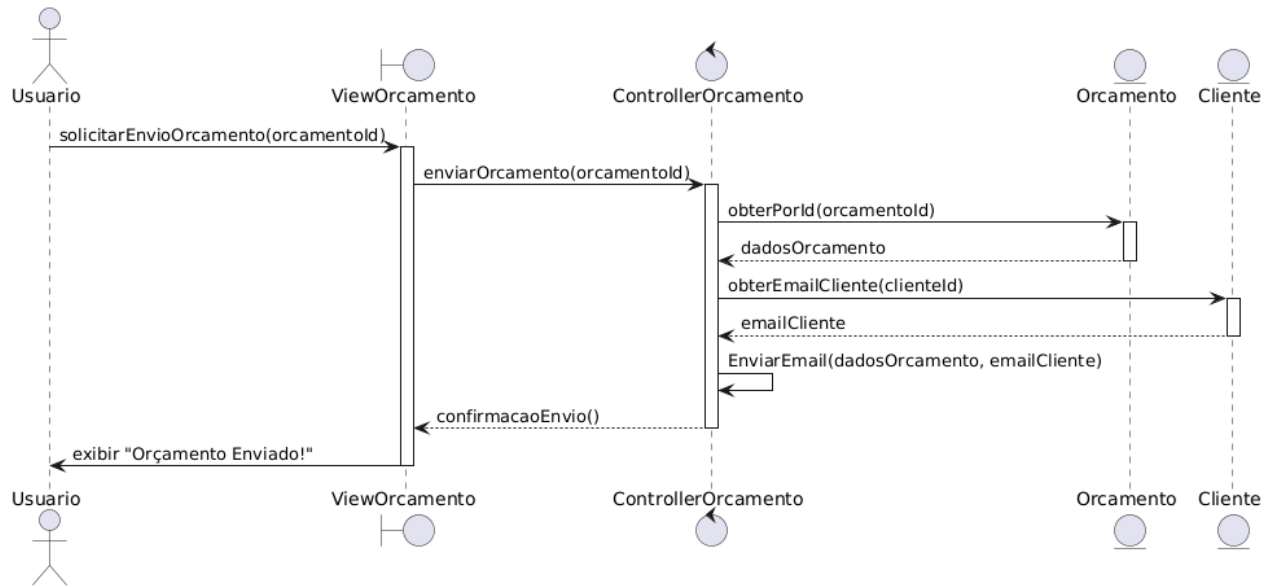 Usuario
ViewOrcamento
ControllerOrcamento
Orcamento
Cliente
solicitarEnvioOrcamento(orcamentoId)
enviarOrcamento(orcamentoId)
obterPorId(orcamentoId)
dadosOrcamento
obterEmailCliente(clienteId)
emailCliente
EnviarEmail(dadosOrcamento, emailCliente)
confirmacaoEnvio()
exibir "Orçamento Enviado!"
Usuario
ViewOrcamento
ControllerOrcamento
Orcamento
Cliente